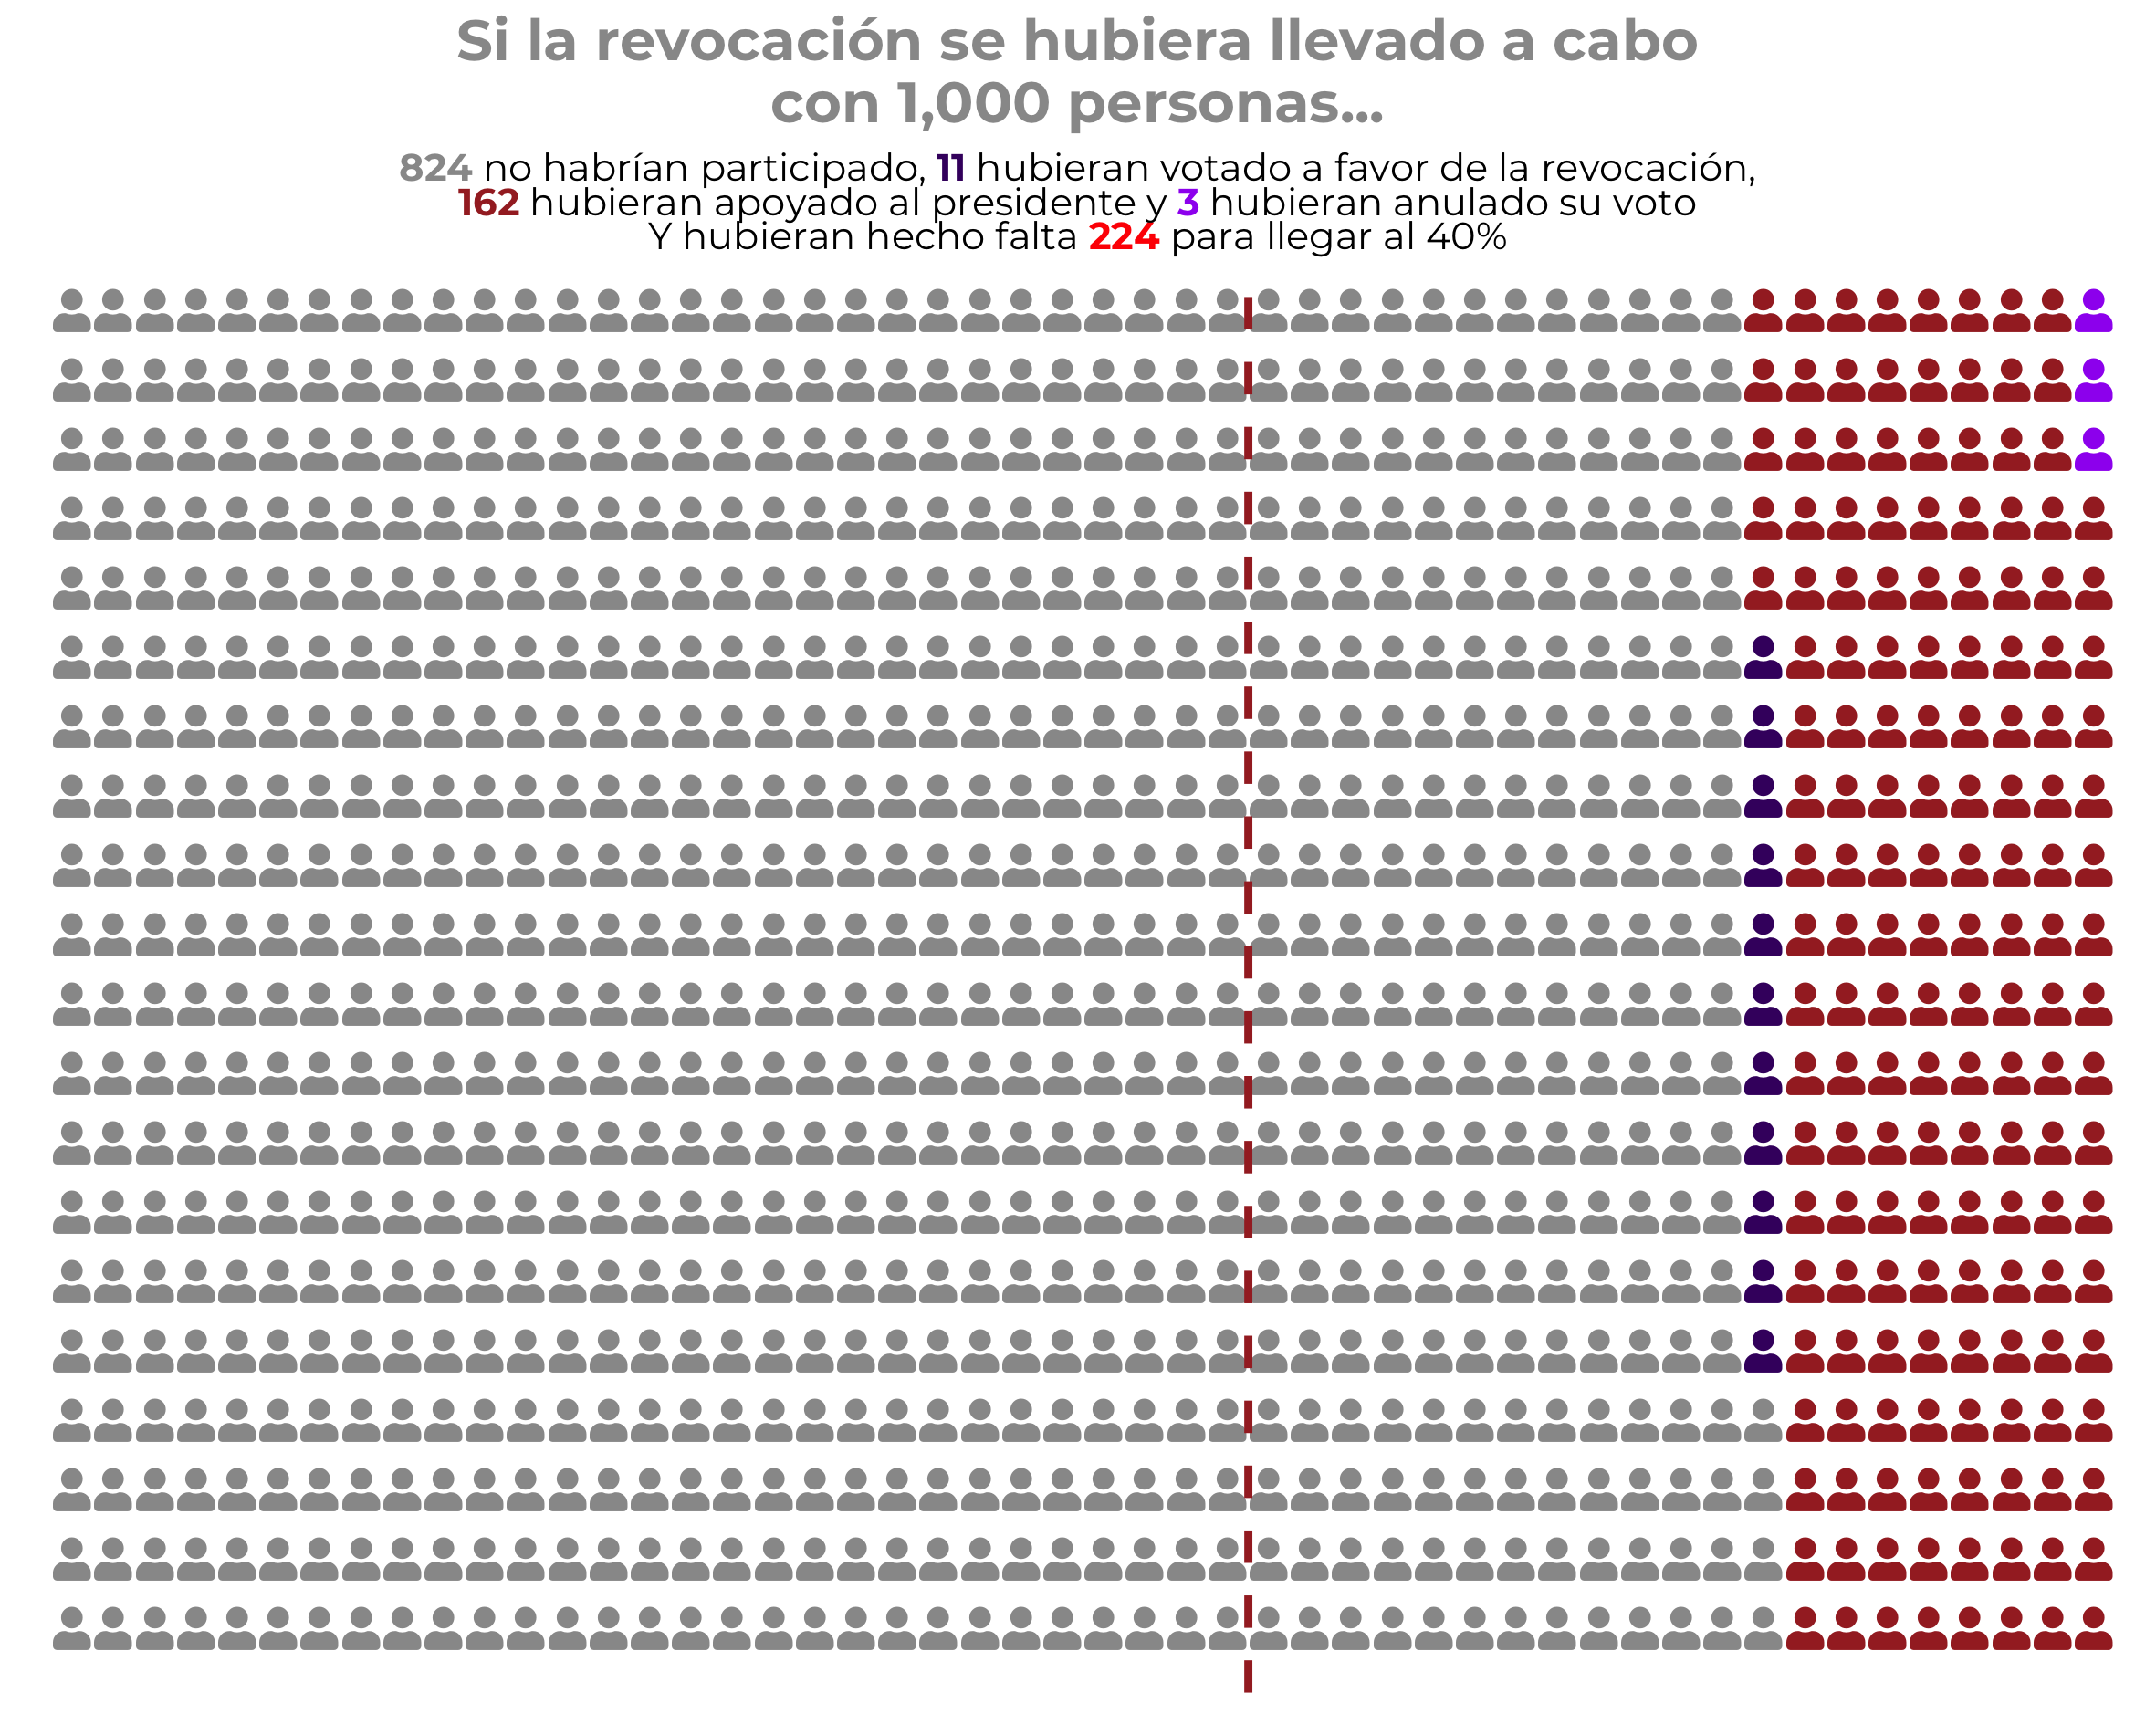 Si la revocación se hubiera llevado a cabo
con 1,000 personas...
824 no habrían participado, 11 hubieran votado a favor de la revocación,
162 hubieran apoyado al presidente y 3 hubieran anulado su voto
Y hubieran hecho falta 224 para llegar al 40%